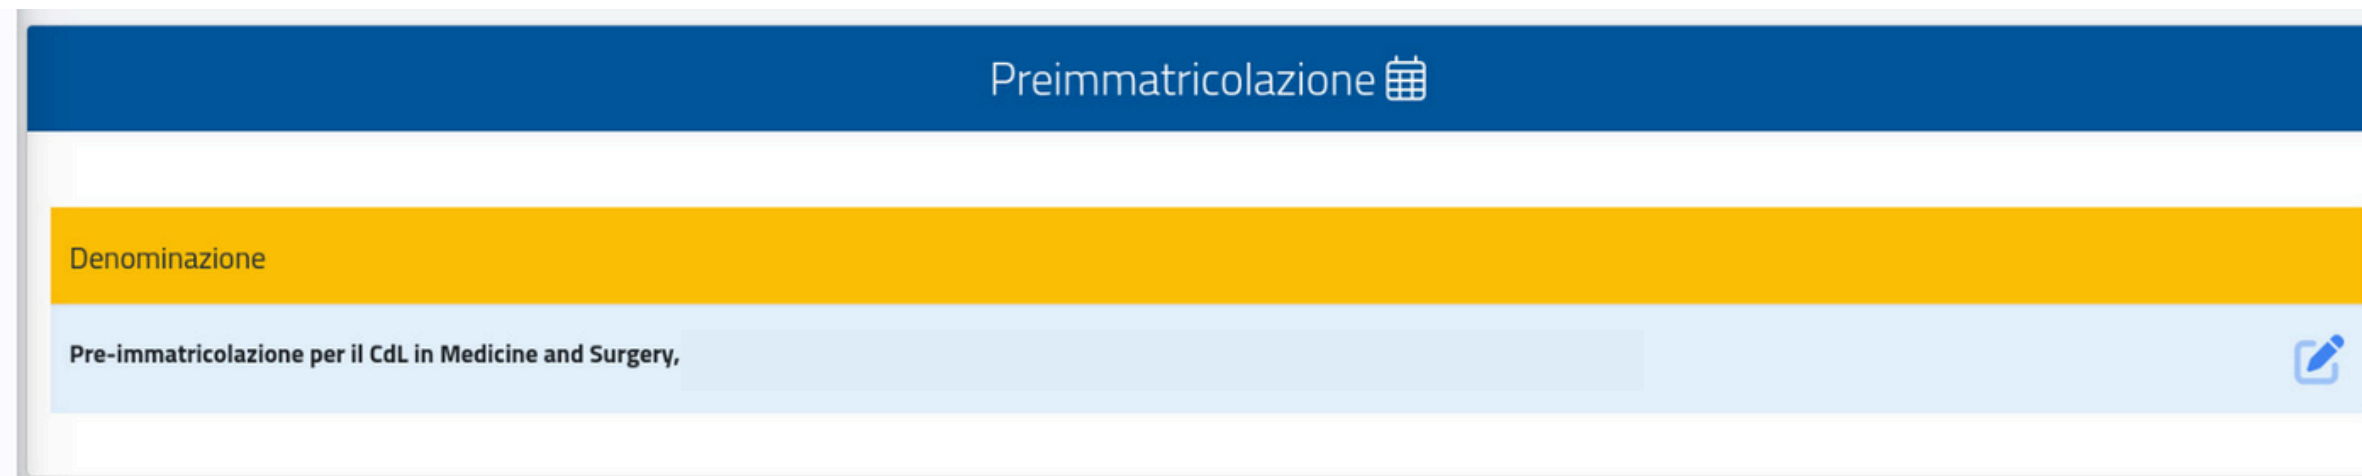 Preimmatricolazione
Denominazione
Pre-immatricolazione per il CdL in Medicine and Surgery,